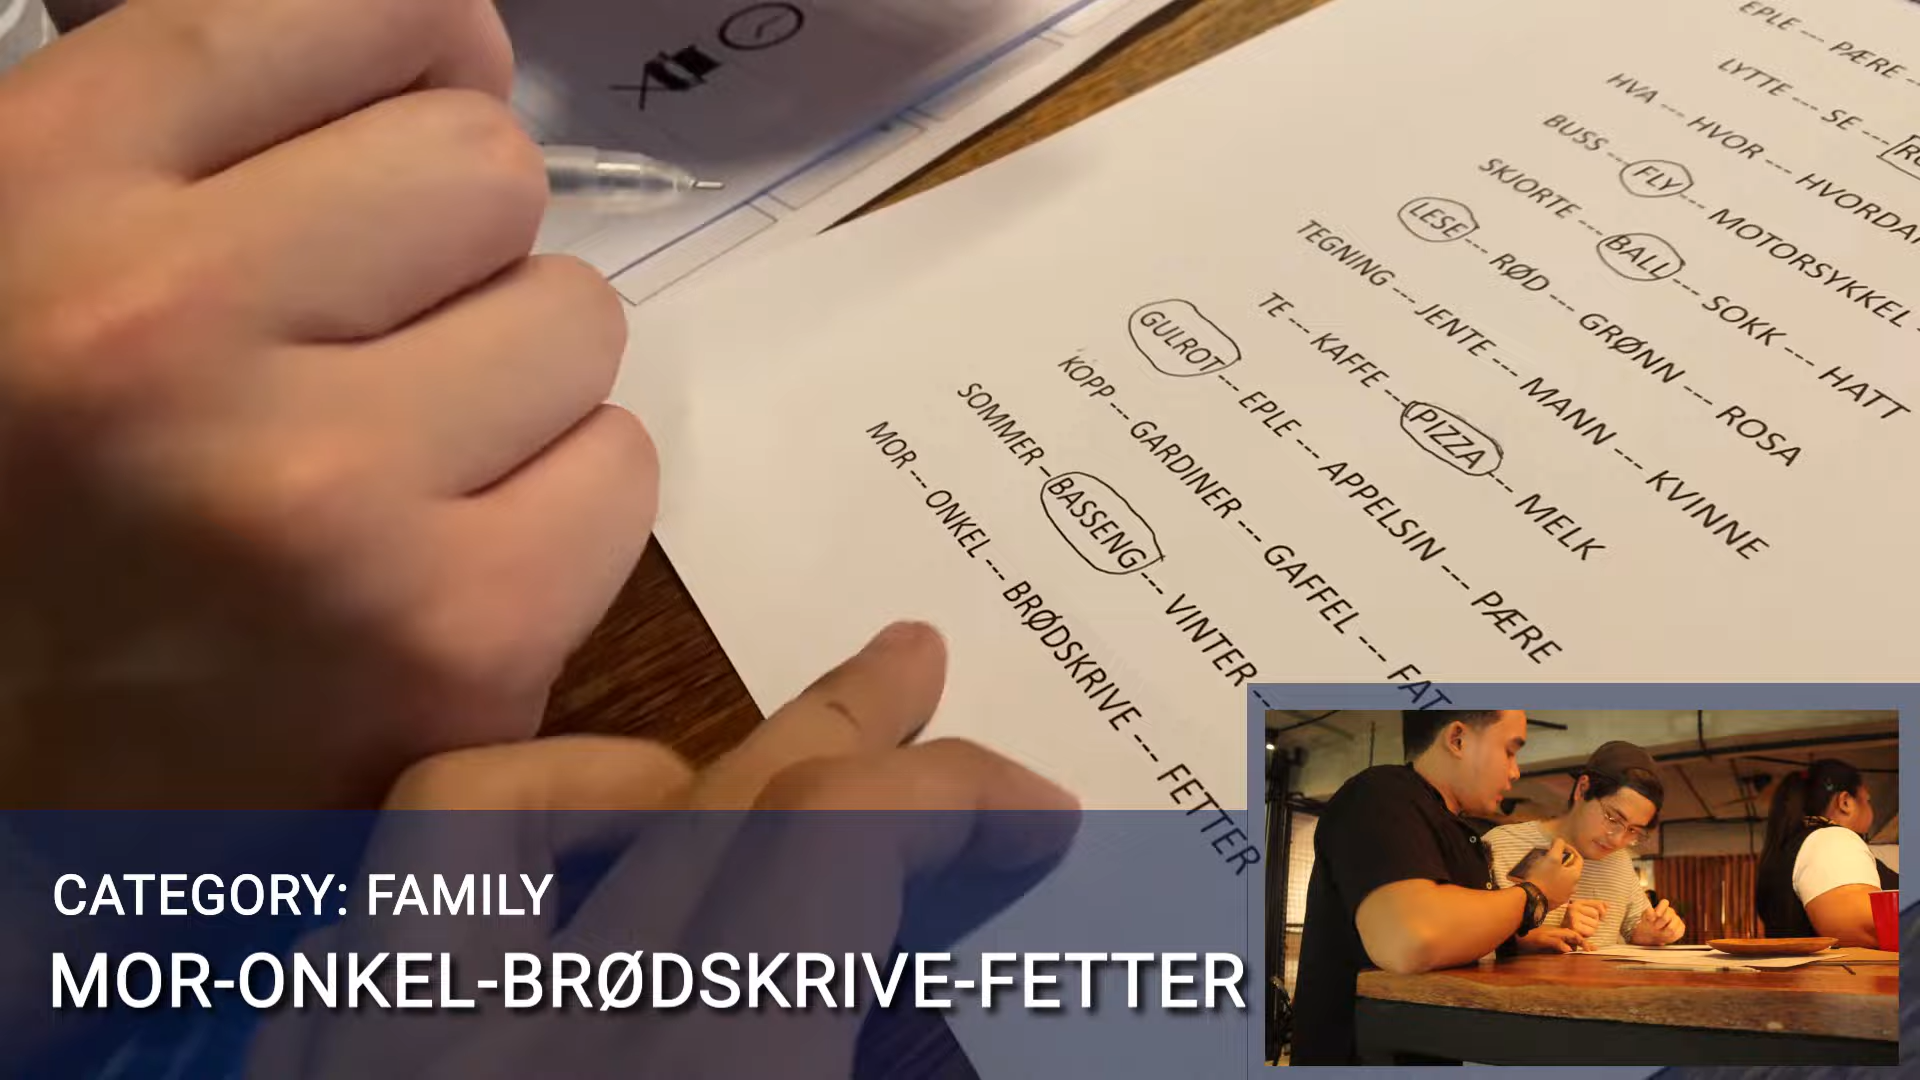 EPLE --- PÆRE ---
LYTTE --- SE ---
HVA --- HVOR --- HVORDAN
BUSS --- FLY --- MOTORSYKKEL -
SKJORTE --- BALL --- SOKK --- HATT
LESE --- RØD --- GRØNN --- ROSA
TEGNING --- JENTE --- MANN --- KVINNE
TE --- KAFFE --- PIZZA --- MELK
GULROT --- EPLE --- APPELSIN --- PÆRE
KOPP --- GARDINER --- GAFFEL --- FAT
SOMMER --- BASSENG --- VINTER ---
MOR --- ONKEL --- BRØDSKRIVE --- FETTER
CATEGORY: FAMILY
MOR-ONKEL-BRØDSKRIVE-FETTER